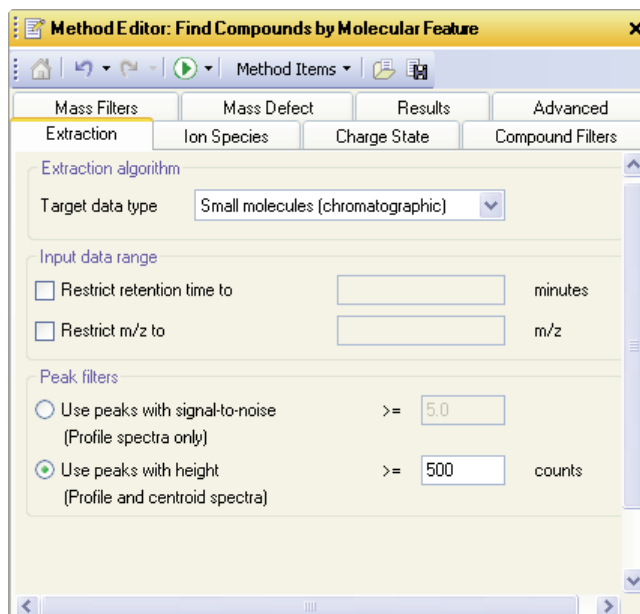 Method Editor: Find Compounds by Molecular Feature
Method Items
Mass Filters Mass Defect Results Advanced
Extraction Ion Species Charge State Compound Filters
Extraction algorithm
Target data type Small molecules (chromatographic)
Input data range
Restrict retention time to minutes
Restrict m/z to m/z
Peak filters
Use peaks with signal-to-noise >= 5.0
(Profile spectra only)
Use peaks with height >= 500 counts
(Profile and centroid spectra)